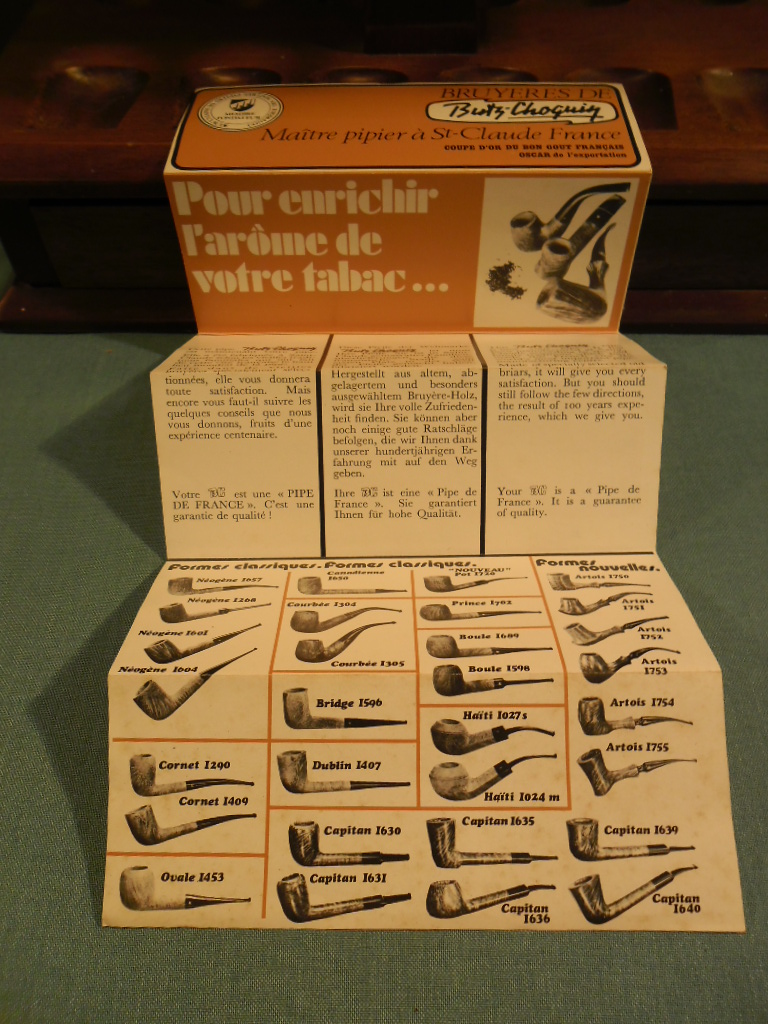 BRUYÈRES DE
Butz-Choquin
Maître pipier à St-Claude France
COUPE D'OR DU BON GOUT FRANÇAIS
OSCAR de l'exportation
Pour enrichir
l'arôme de
votre tabac...
tionnées, elle vous donnera
toute satisfaction. Mais
encore vous faut-il suivre les
quelques conseils que nous
vous donnons, fruits d'une
expérience centenaire.
Votre BC est une « PIPE
DE FRANCE ». C'est une
garantie de qualité !
Hergestellt aus altem, ab-
gelagertem und besonders
ausgewähltem Bruyère-Holz,
wird sie Ihre volle Zufrieden-
heit finden. Sie können aber
noch einige gute Ratschläge
befolgen, die wir Ihnen dank
unserer hundertjährigen Er-
fahrung mit auf den Weg
geben.
Ihre BC ist eine « Pipe de
France ». Sie garantiert
Ihnen für hohe Qualität.
briars, it will give you every
satisfaction. But you should
still follow the few directions,
the result of 100 years expe-
rience, which we give you.
Your BC is a « Pipe de
France ». It is a guarantee
of quality.
Formes classiques. Formes classiques.
Formes nouvelles.
Néogène 1657
Néogène 1268
Néogène 1601
Néogène 1604
Cornet 1290
Cornet 1409
Ovale 1453
Canadienne
1650
Courbée 1304
Courbée 1305
Bridge 1596
Dublin 1407
"NOUVEAU"
Pot 1726
Prince 1702
Boule 1689
Boule 1598
Haïti 1027 s
Haïti 1024 m
Artois 1750
Artois
1751
Artois
1752
Artois
1753
Artois 1754
Artois 1755
Capitan 1630
Capitan 1631
Capitan 1635
Capitan
1636
Capitan 1639
Capitan
1640